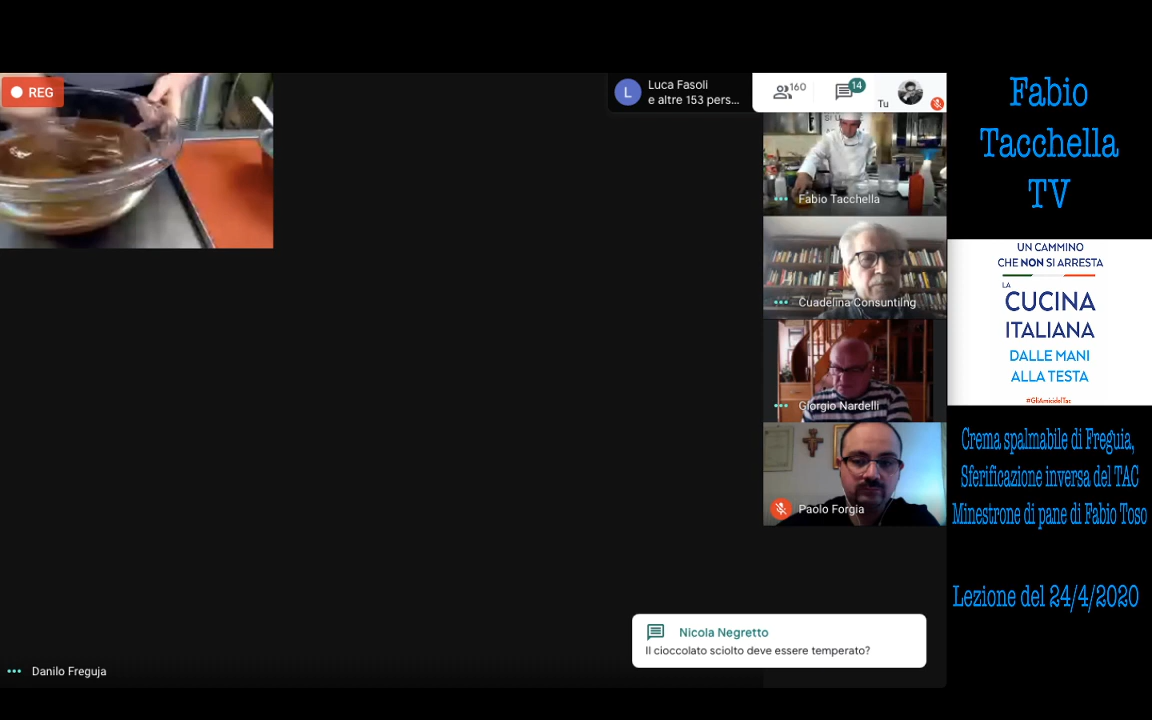 REG
Luca Fasoli
e altre 153 pers...
160
14
Tu
Fabio Tacchella
Cuadelina Consunting
Giorgio Nardelli
Paolo Forgia
Nicola Negretto
Il cioccolato sciolto deve essere temperato?
Danilo Freguja
Fabio
Tacchella
TV
UN CAMMINO
CHE NON SI ARRESTA
LA
CUCINA
ITALIANA
DALLE MANI
ALLA TESTA
#GliAmicidelTac
Crema spalmabile di Freguia,
Sferificazione inversa del TAC
Minestrone di pane di Fabio Toso
Lezione del 24/4/2020